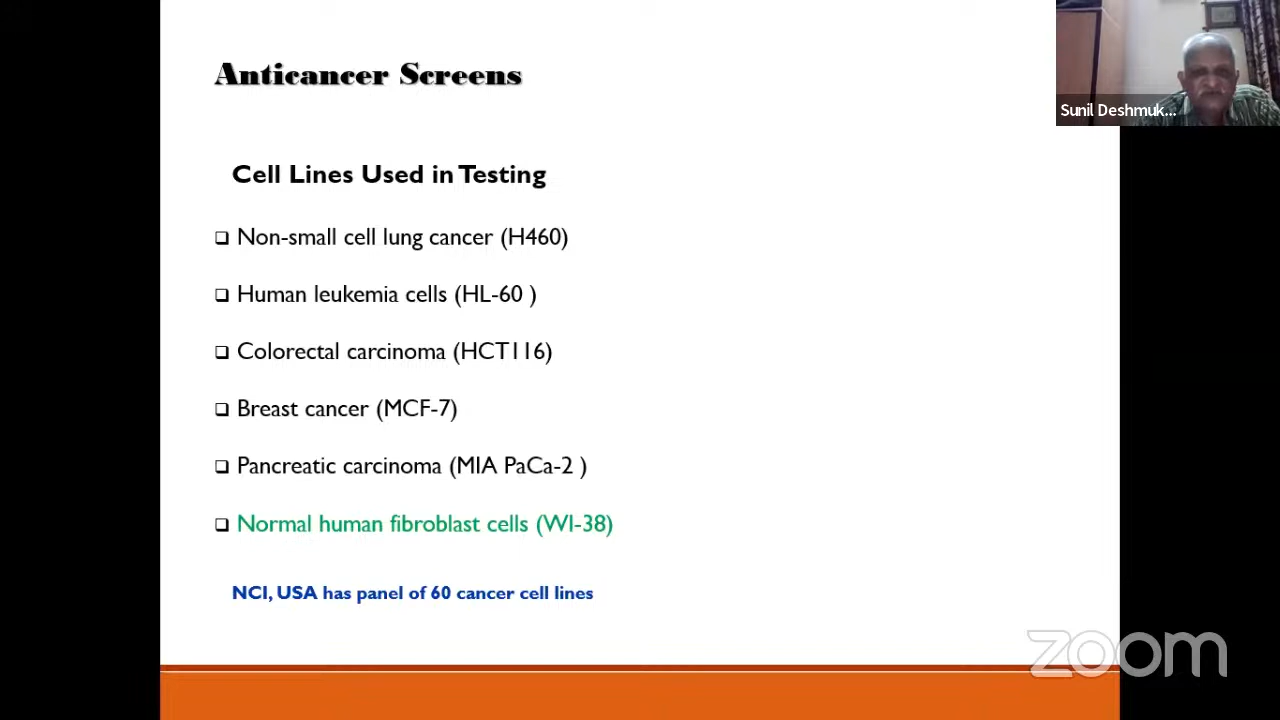 Anticancer Screens
Sunil Deshmuk...
Cell Lines Used in Testing
Non-small cell lung cancer (H460)
Human leukemia cells (HL-60 )
Colorectal carcinoma (HCT116)
Breast cancer (MCF-7)
Pancreatic carcinoma (MIA PaCa-2 )
Normal human fibroblast cells (WI-38)
NCI, USA has panel of 60 cancer cell lines
zoom